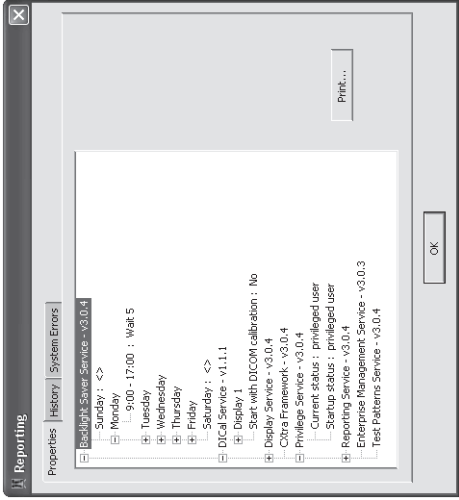 Reporting
Properties History System Errors
Backlight Saver Service - v3.0.4
Sunday : <>
Monday
9:00 - 17:00 : Wait 5
Tuesday
Wednesday
Thursday
Friday
Saturday : <>
DICal Service - v1.1.1
Display 1
Start with DICOM calibration : No
Display Service - v3.0.4
CXtra Framework - v3.0.4
Privilege Service - v3.0.4
Current status : privileged user
Startup status : privileged user
Reporting Service - v3.0.4
Enterprise Management Service - v3.0.3
Test Patterns Service - v3.0.4
Print...
OK